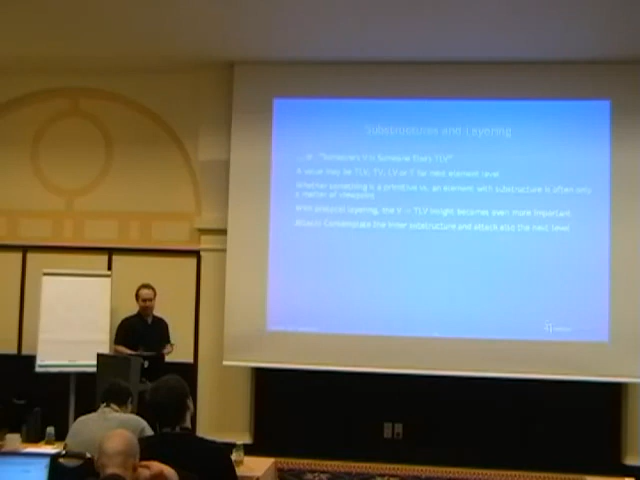 Substructures and Layering
... or "Someone's V is Someone Else's TLV"
A value may be TLV, TV, LV or T for next element level
Whether something is a primitive vs. an element with substructure is often only
a matter of viewpoint
With protocol layering, the V -> TLV insight becomes even more important
Attack: Contemplate the inner substructure and attack also the next level